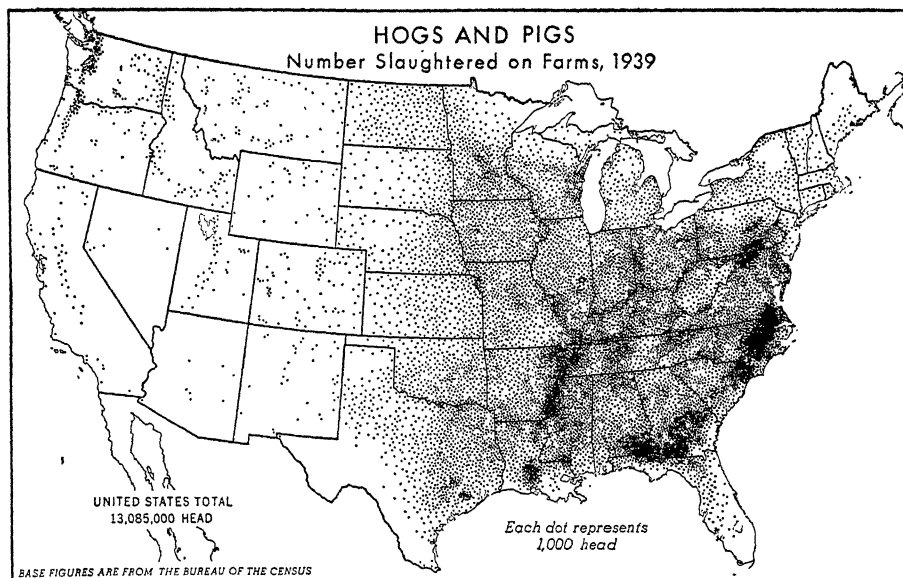 HOGS AND PIGS
Number Slaughtered on Farms, 1939
UNITED STATES TOTAL
13,085,000 HEAD
Each dot represents
1,000 head
BASE FIGURES ARE FROM THE BUREAU OF THE CENSUS